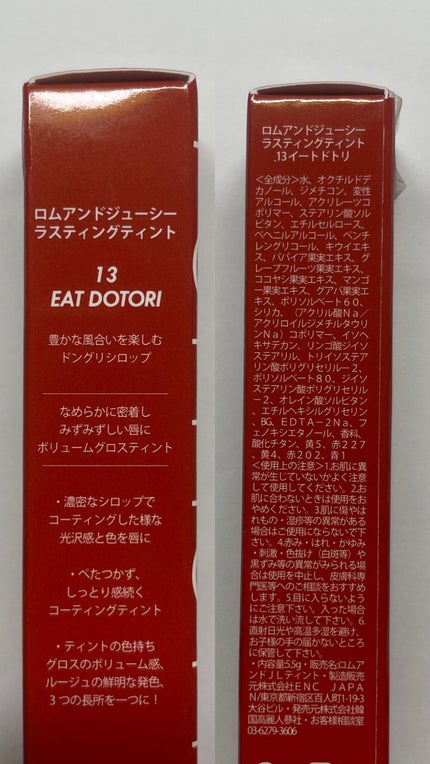 ロムアンドジューシー
ラスティングティント
13
EAT DOTORI
豊かな風合いを楽しむ
ドングリシロップ
なめらかに密着し
みずみずしい唇に
ボリュームグロスティント
・濃密なシロップで
コーティングした様な
光沢感と色を唇に
・べたつかず、
しっとり感続く
コーティングティント
・ティントの色持ち
グロスのボリューム感、
ルージュの鮮明な発色、
3つの長所を一つに！
ロムアンドジューシー
ラスティングティント
13イートドトリ
＜全成分＞水、オクチルドデ
カノール、ジメチコン、変性
アルコール、アクリレーツコ
ポリマー、ステアリン酸ソル
ビタン、エチルセルロース、
ベヘニルアルコール、ペンチ
レングリコール、キウイエキ
ス、パパイア果実エキス、グ
レープフルーツ果実エキス、
ココヤシ果実エキス、マンゴ
ー果実エキス、グアバ果実エ
キス、ポリソルベート60、
シリカ、（アクリル酸Na／
アクリロイルジメチルタウリ
ンNa）コポリマー、イソヘ
キサデカン、リンゴ酸ジイソ
ステアリル、トリイソステア
リン酸ポリグリセリル－2、
ポリソルベート80、ジイソ
ステアリン酸ポリグリセリル
－2、オレイン酸ソルビタン
、エチルヘキシルグリセリン
、BG、EDTA－2Na、フ
ェノキシエタノール、香料、
酸化チタン、黄5、赤227
、黄4、赤202、青1
＜使用上の注意＞1.お肌に異
常が生じていないかよく注意
して使用してください。2.お
肌に合わないときは使用をお
やめください。3.肌に傷やは
れもの・湿疹等の異常がある
場合はご使用にならないで下
さい。4.赤み・はれ・かゆみ
・刺激・色抜け（白斑等）や
黒ずみ等の異常がみられる場
合は使用を中止し、皮膚科専
門医等へのご相談をおすすめ
します。5.目に入らないよう
にご注意下さい。入った場合
は水で洗い流して下さい。6.
直射日光や高温多湿を避け、
お子様の手の届かないところ
に保管して下さい。
・内容量5.5g・販売名:ロムア
ンドJLティント・製造販売
元株式会社ENC JAPA
N/東京都新宿区百人町1-19-3
大谷ビル・発売元株式会社韓
国高麗人蔘社・お客様相談室
03-6279-3606